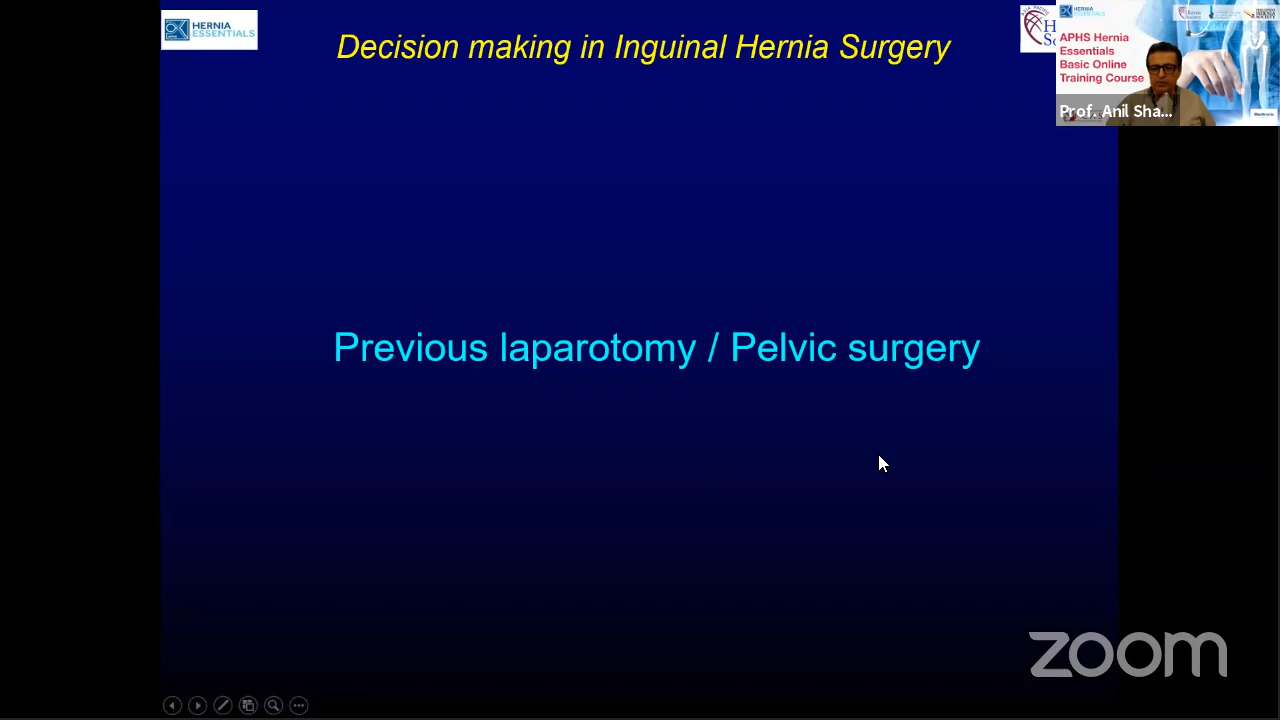 HERNIA
ESSENTIALS
Decision making in Inguinal Hernia Surgery
HERNIA
ESSENTIALS
APHS Hernia
Essentials
Basic Online
Training Course
Prof. Anil Sha...
Medtronic
Previous laparotomy / Pelvic surgery
zoom